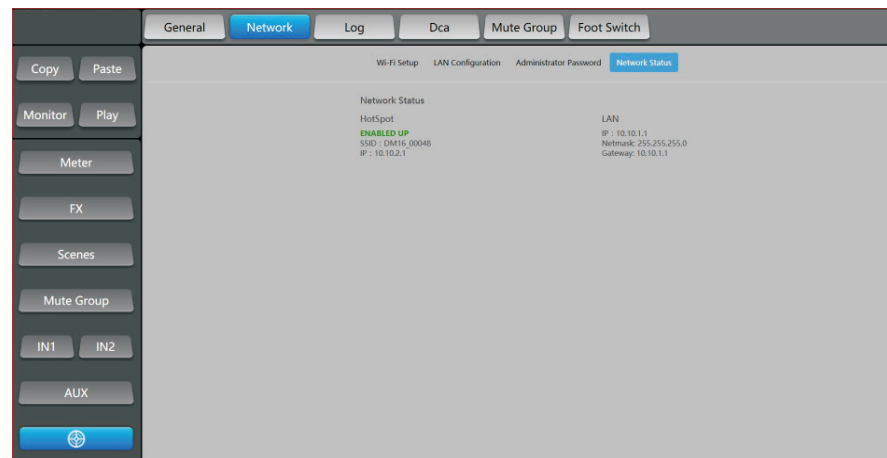 General Network Log Dca Mute Group Foot Switch
Copy Paste
Monitor Play
Meter
FX
Scenes
Mute Group
IN1 IN2
AUX
Wi-Fi Setup LAN Configuration Administrator Password Network Status
Network Status
HotSpot
ENABLED UP
SSID : DM16_00048
IP : 10.10.2.1
LAN
IP : 10.10.1.1
Netmask: 255.255.255.0
Gateway: 10.10.1.1